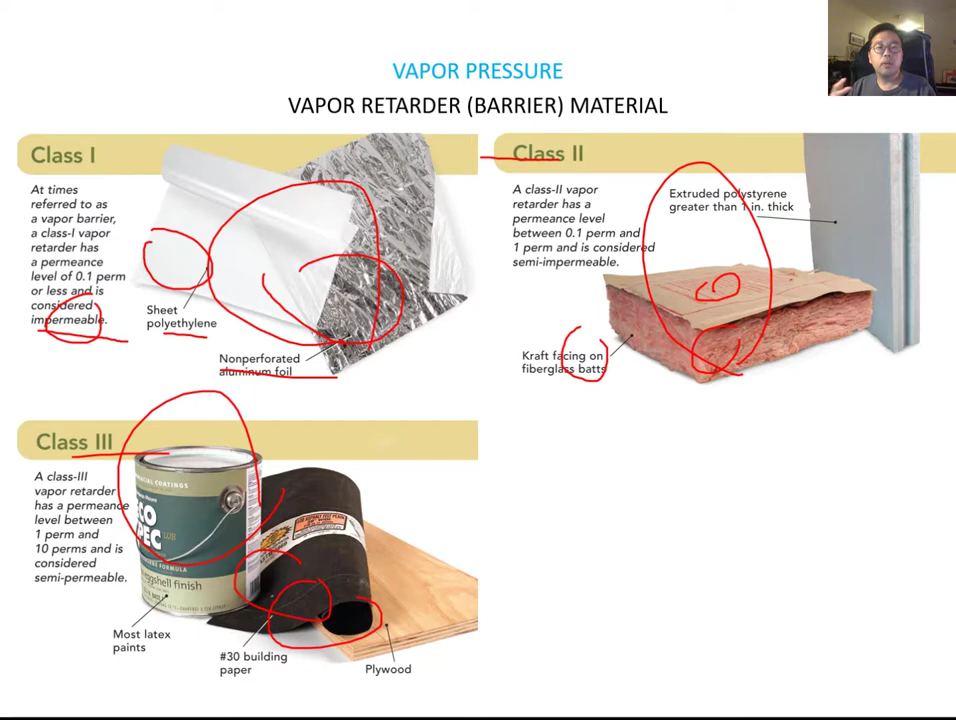 VAPOR PRESSURE
VAPOR RETARDER (BARRIER) MATERIAL
Class I
At times
referred to as
a vapor barrier,
a class-I vapor
retarder has
a permeance
level of 0.1 perm
or less and is
considered
impermeable.
Sheet
polyethylene
Nonperforated
aluminum foil
Class II
A class-II vapor
retarder has a
permeance level
between 0.1 perm and
1 perm and is considered
semi-impermeable.
Extruded polystyrene
greater than 1 in. thick
Kraft facing on
fiberglass batts
Class III
A class-III
vapor retarder
has a permeance
level between
1 perm and
10 perms and is
considered
semi-permeable.
COATINGS
FORMULA
eggshell finish
Most latex
paints
#30 building
paper
Plywood